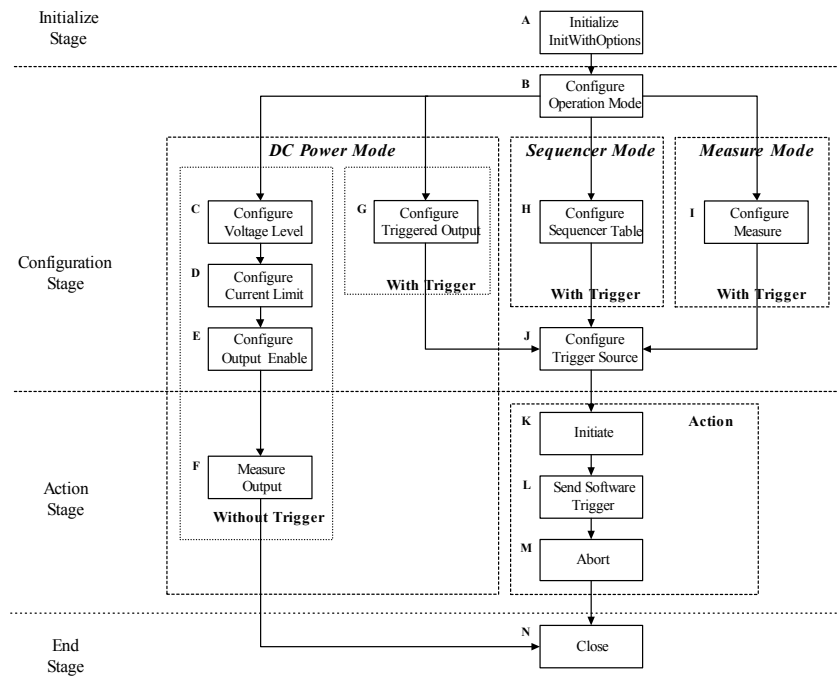 Initialize
Stage
A
Initialize
InitWithOptions
B
Configure
Operation Mode
DC Power Mode
Sequencer Mode
Measure Mode
Configuration
Stage
C
Configure
Voltage Level
G
Configure
Triggered Output
H
Configure
Sequencer Table
I
Configure
Measure
D
Configure
Current Limit
With Trigger
With Trigger
With Trigger
E
Configure
Output Enable
J
Configure
Trigger Source
Action
Stage
Action
K
Initiate
F
Measure
Output
Without Trigger
L
Send Software
Trigger
M
Abort
End
Stage
N
Close